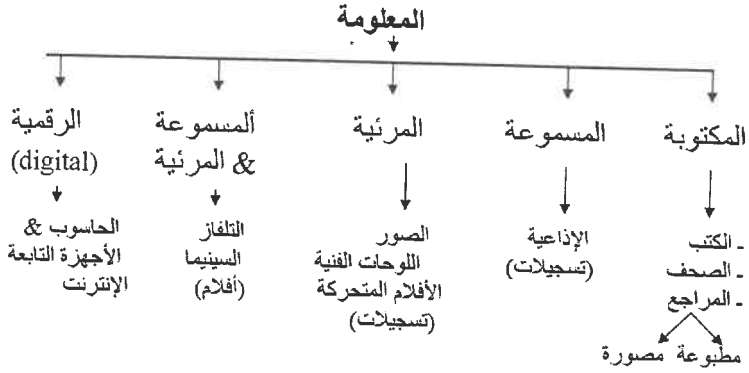 المعلومة
المكتوبة
ـ الكتب
ـ الصحف
ـ المراجع
مطبوعة مصورة
المسموعة
الإذاعية
(تسجيلات)
المرئية
الصور
اللوحات الفنية
الأفلام المتحركة
(تسجيلات)
ألمسموعة
& المرئية
التلفاز
السينيما
(أفلام)
الرقمية
(digital)
الحاسوب &
الأجهزة التابعة
الإنترنت